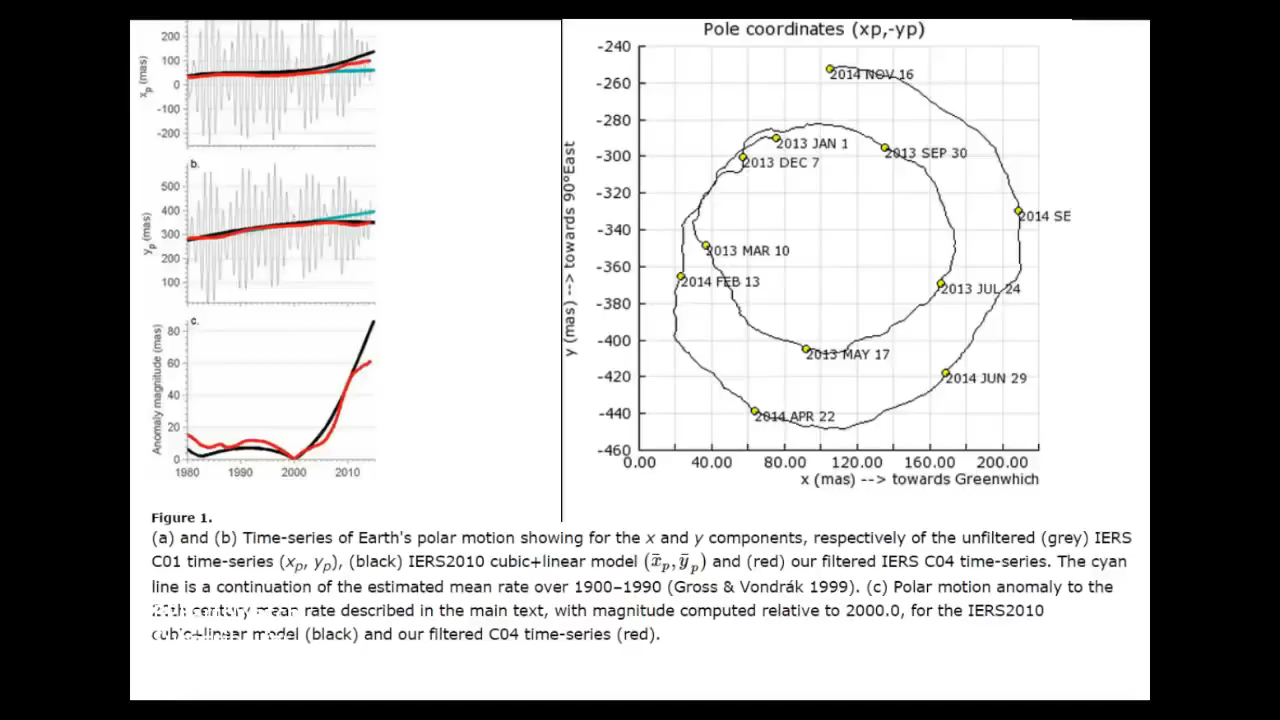 200
100
0
-100
-200
xp (mas)
b.
500
400
300
200
100
yp (mas)
c.
80
60
40
20
0
Anomaly magnitude (mas)
1980 1990 2000 2010
Pole coordinates (xp,-yp)
-240
-260
-280
-300
-320
-340
-360
-380
-400
-420
-440
-460
y (mas) --> towards 90°East
2014 NOV 16
2013 JAN 1
2013 DEC 7
2013 SEP 30
2014 SE
2013 MAR 10
2014 FEB 13
2013 JUL 24
2013 MAY 17
2014 JUN 29
2014 APR 22
0.00 40.00 80.00 120.00 160.00 200.00
x (mas) --> towards Greenwhich
Figure 1.
(a) and (b) Time-series of Earth's polar motion showing for the x and y components, respectively of the unfiltered (grey) IERS
C01 time-series (xp, yp), (black) IERS2010 cubic+linear model (x̄p, ȳp) and (red) our filtered IERS C04 time-series. The cyan
line is a continuation of the estimated mean rate over 1900–1990 (Gross & Vondrák 1999). (c) Polar motion anomaly to the
mean rate described in the main text, with magnitude computed relative to 2000.0, for the IERS2010
cubic+linear model (black) and our filtered C04 time-series (red).